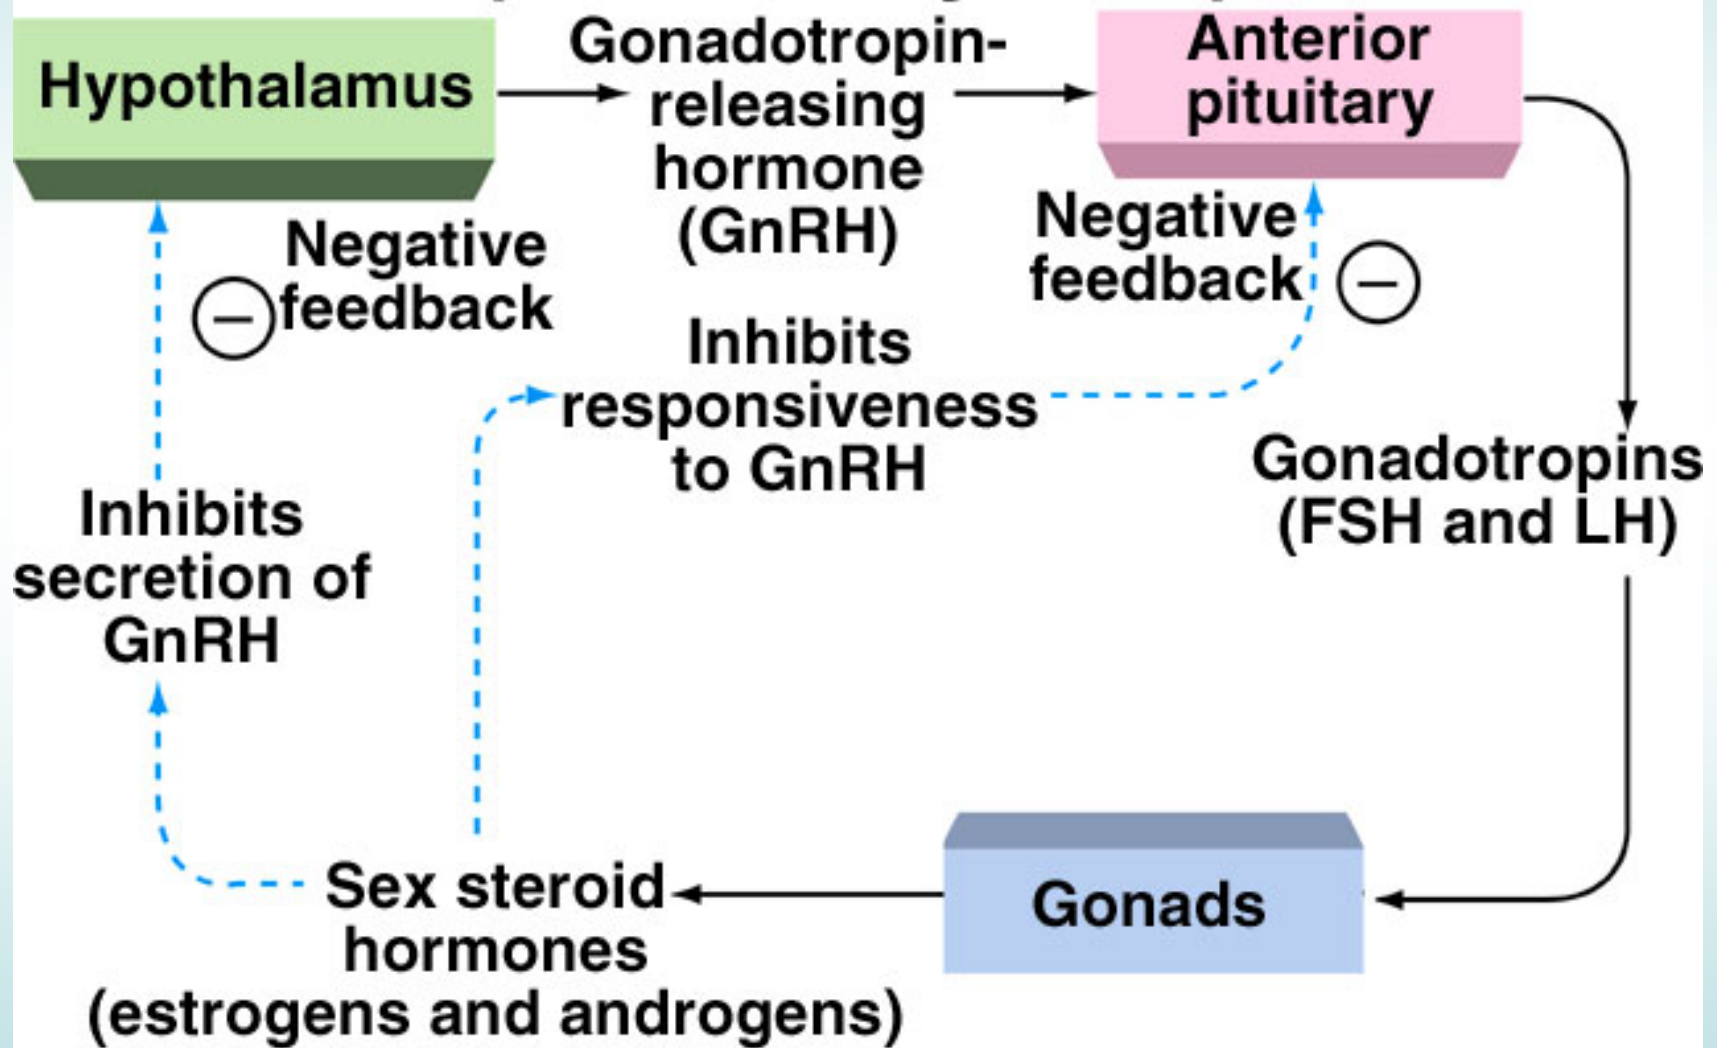 Hypothalamus
Gonadotropin-
releasing
hormone
(GnRH)
Anterior
pituitary
Negative
feedback
−
Negative
feedback
−
Inhibits
responsiveness
to GnRH
Gonadotropins
(FSH and LH)
Inhibits
secretion of
GnRH
Sex steroid
hormones
(estrogens and androgens)
Gonads